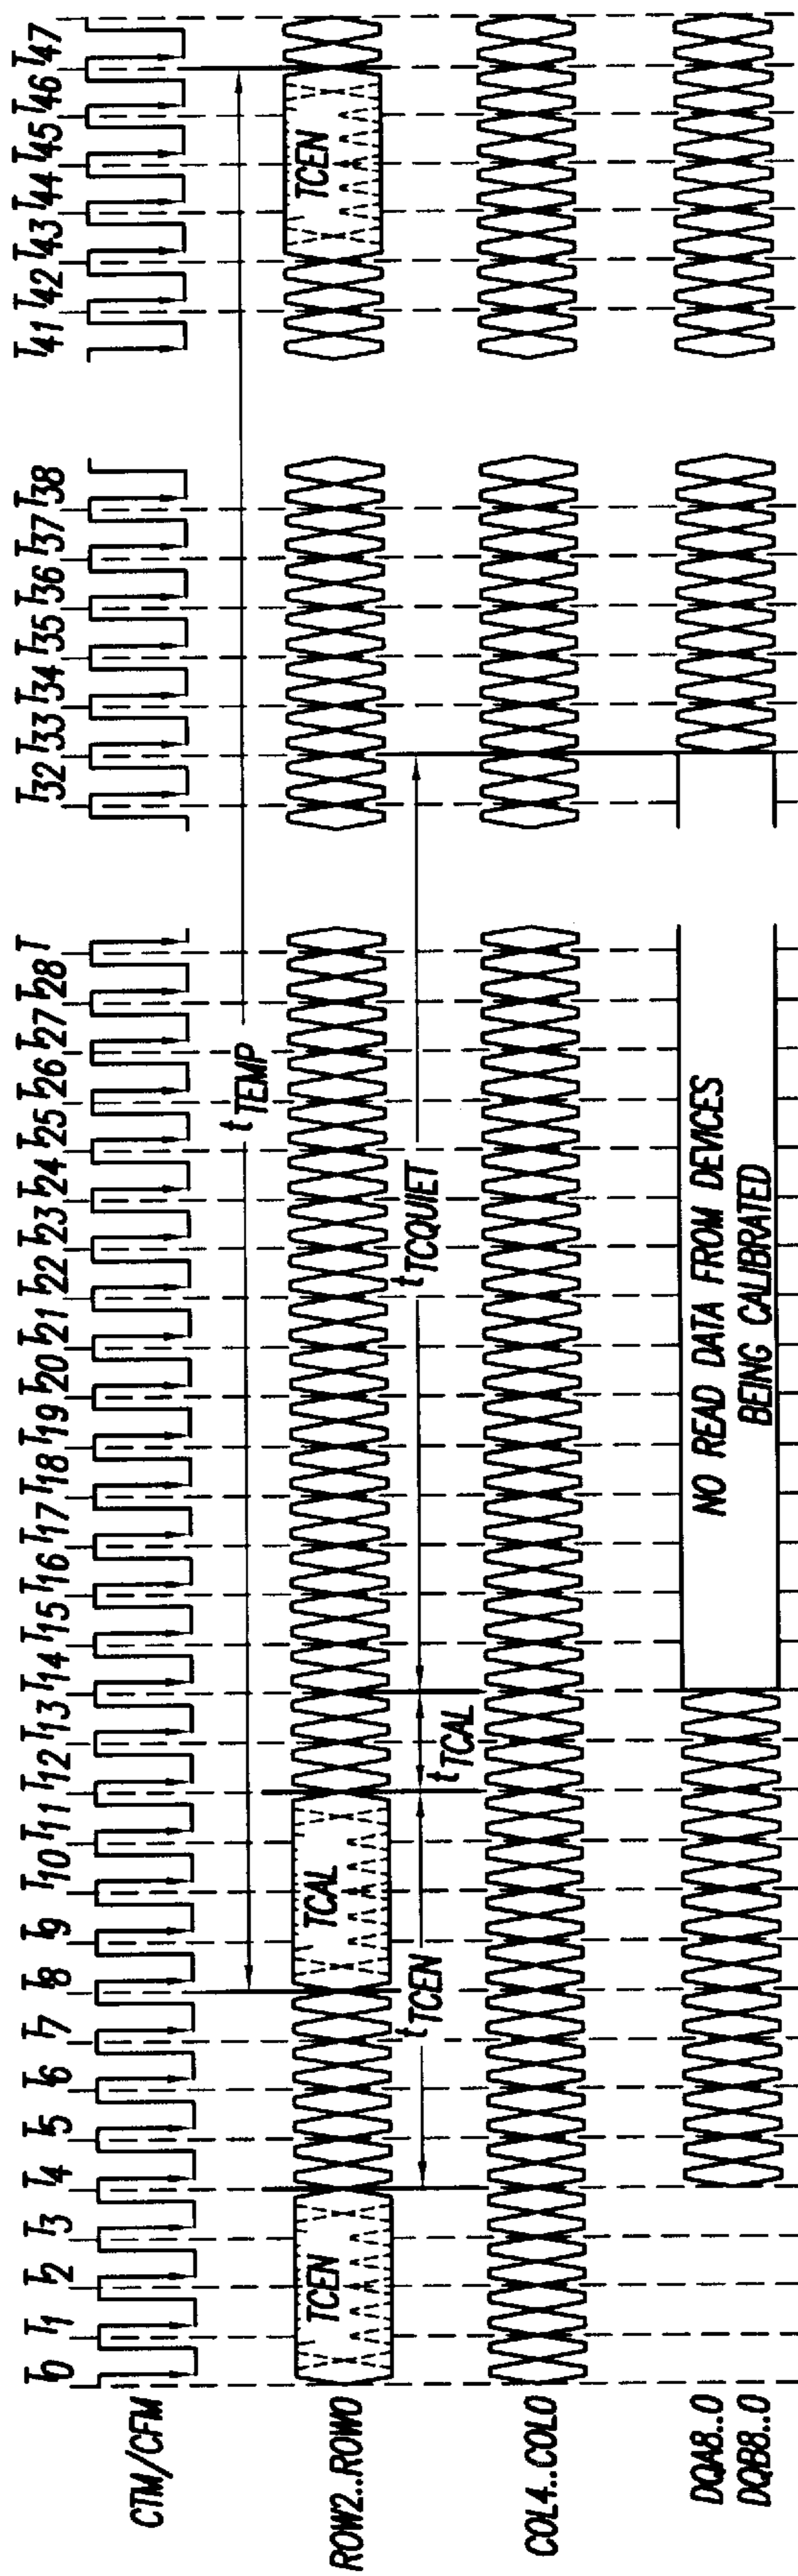 T0 T1 T2 T3 T4 T5 T6 T7 T8 T9 T10 T11 T12 T13 T14 T15 T16 T17 T18 T19 T20 T21 T22 T23 T24 T25 T26 T27 T28 T T32 T33 T34 T35 T36 T37 T38 T41 T42 T43 T44 T45 T46 T47
CTM/CFM
tTEMP
ROW2..ROW0
TCEN
TCAL
TCEN
tTCEN
tTCAL
tTCQUIET
COL4..COL0
DQA8..0
DQB8..0
NO READ DATA FROM DEVICES
BEING CALIBRATED